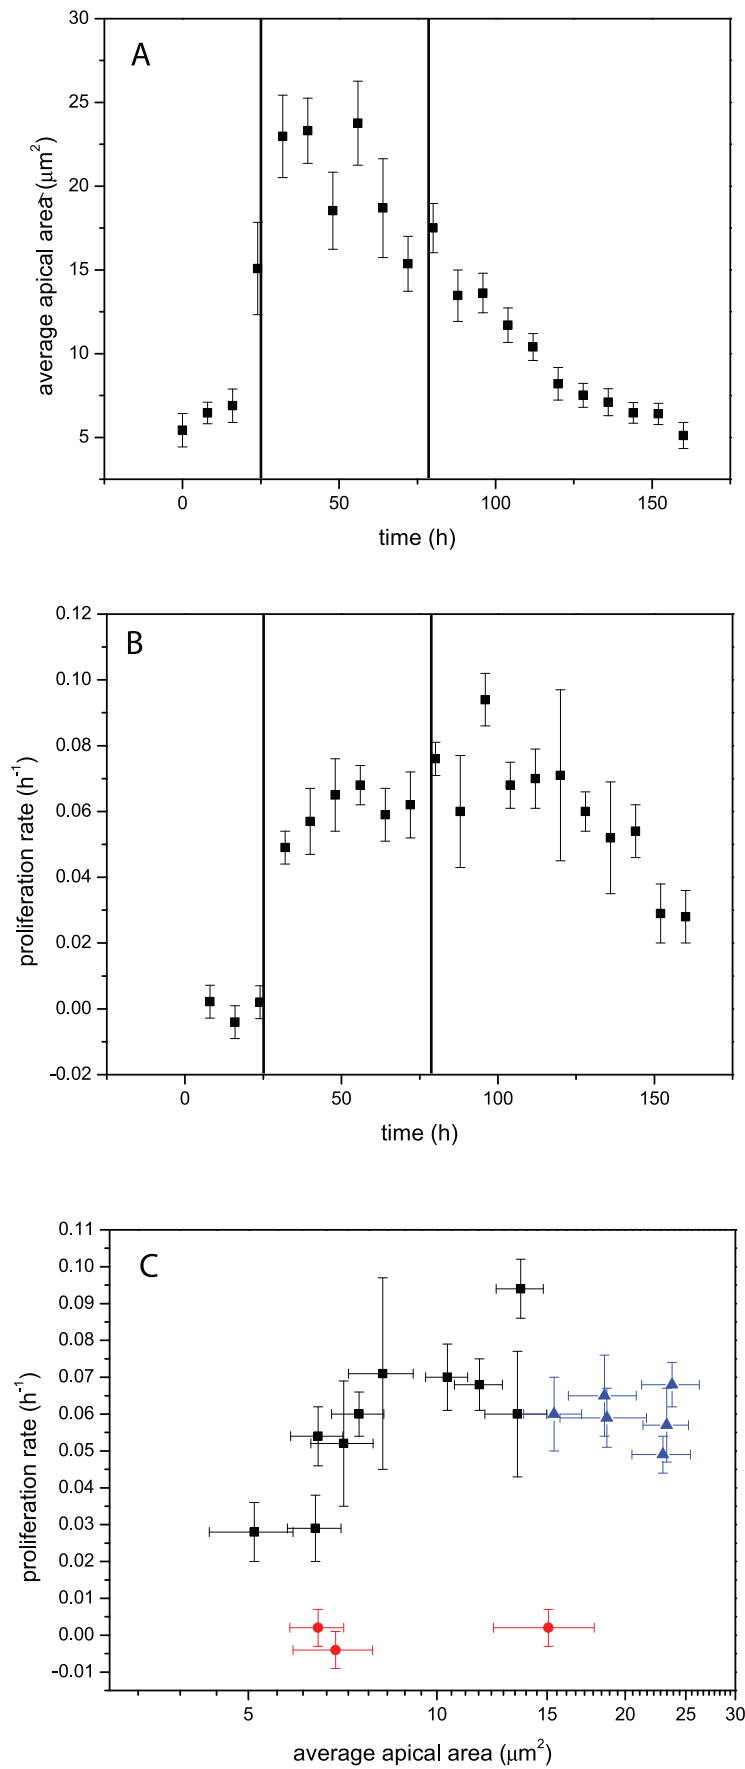 A
30
25
20
15
10
5
average apical area (μm²)
0 50 100 150
time (h)
B
0.12
0.10
0.08
0.06
0.04
0.02
0.00
-0.02
proliferation rate (h⁻¹)
0 50 100 150
time (h)
C
0.11
0.10
0.09
0.08
0.07
0.06
0.05
0.04
0.03
0.02
0.01
0.00
-0.01
proliferation rate (h⁻¹)
5 10 15 20 25 30
average apical area (μm²)